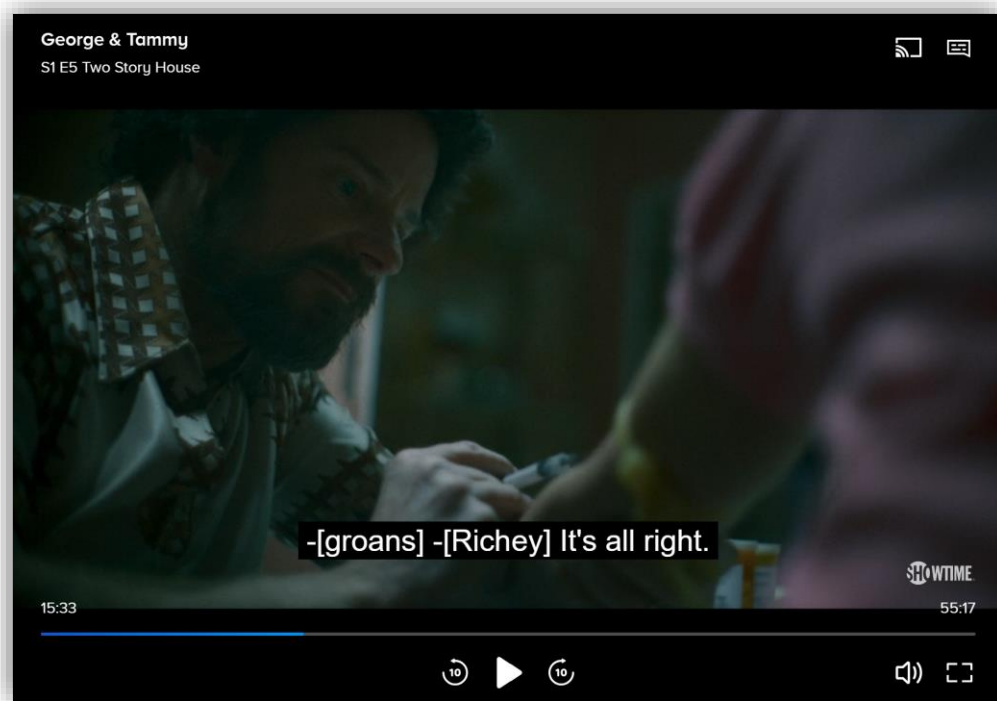 George & Tammy
S1 E5 Two Story House
-[groans] -[Richey] It's all right.
SHOWTIME
15:33
55:17
10
10